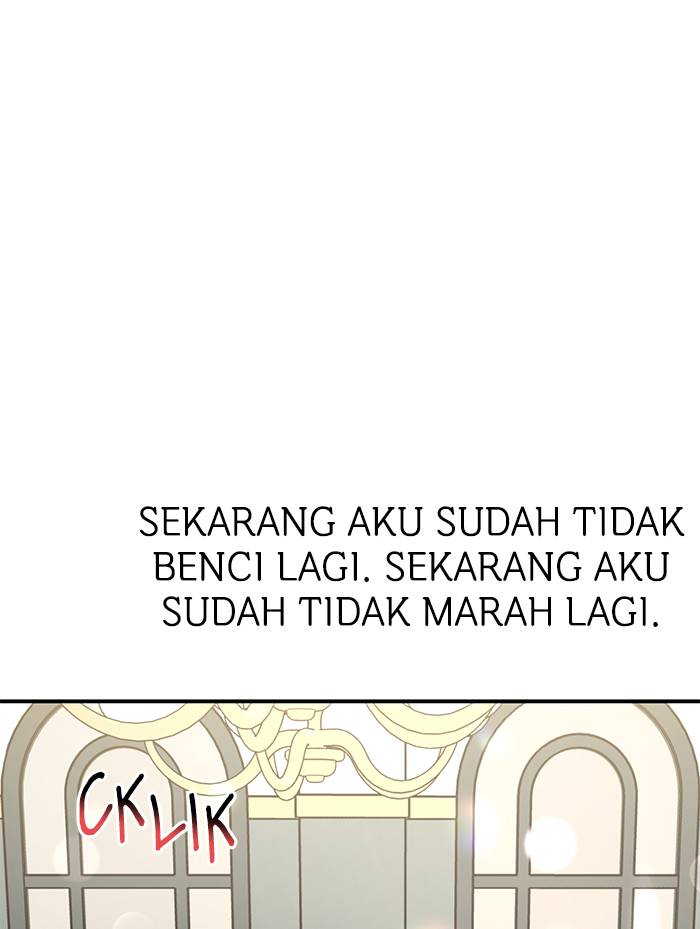 SEKARANG AKU SUDAH TIDAK
BENCI LAGI. SEKARANG AKU
SUDAH TIDAK MARAH LAGI.
CKLIK